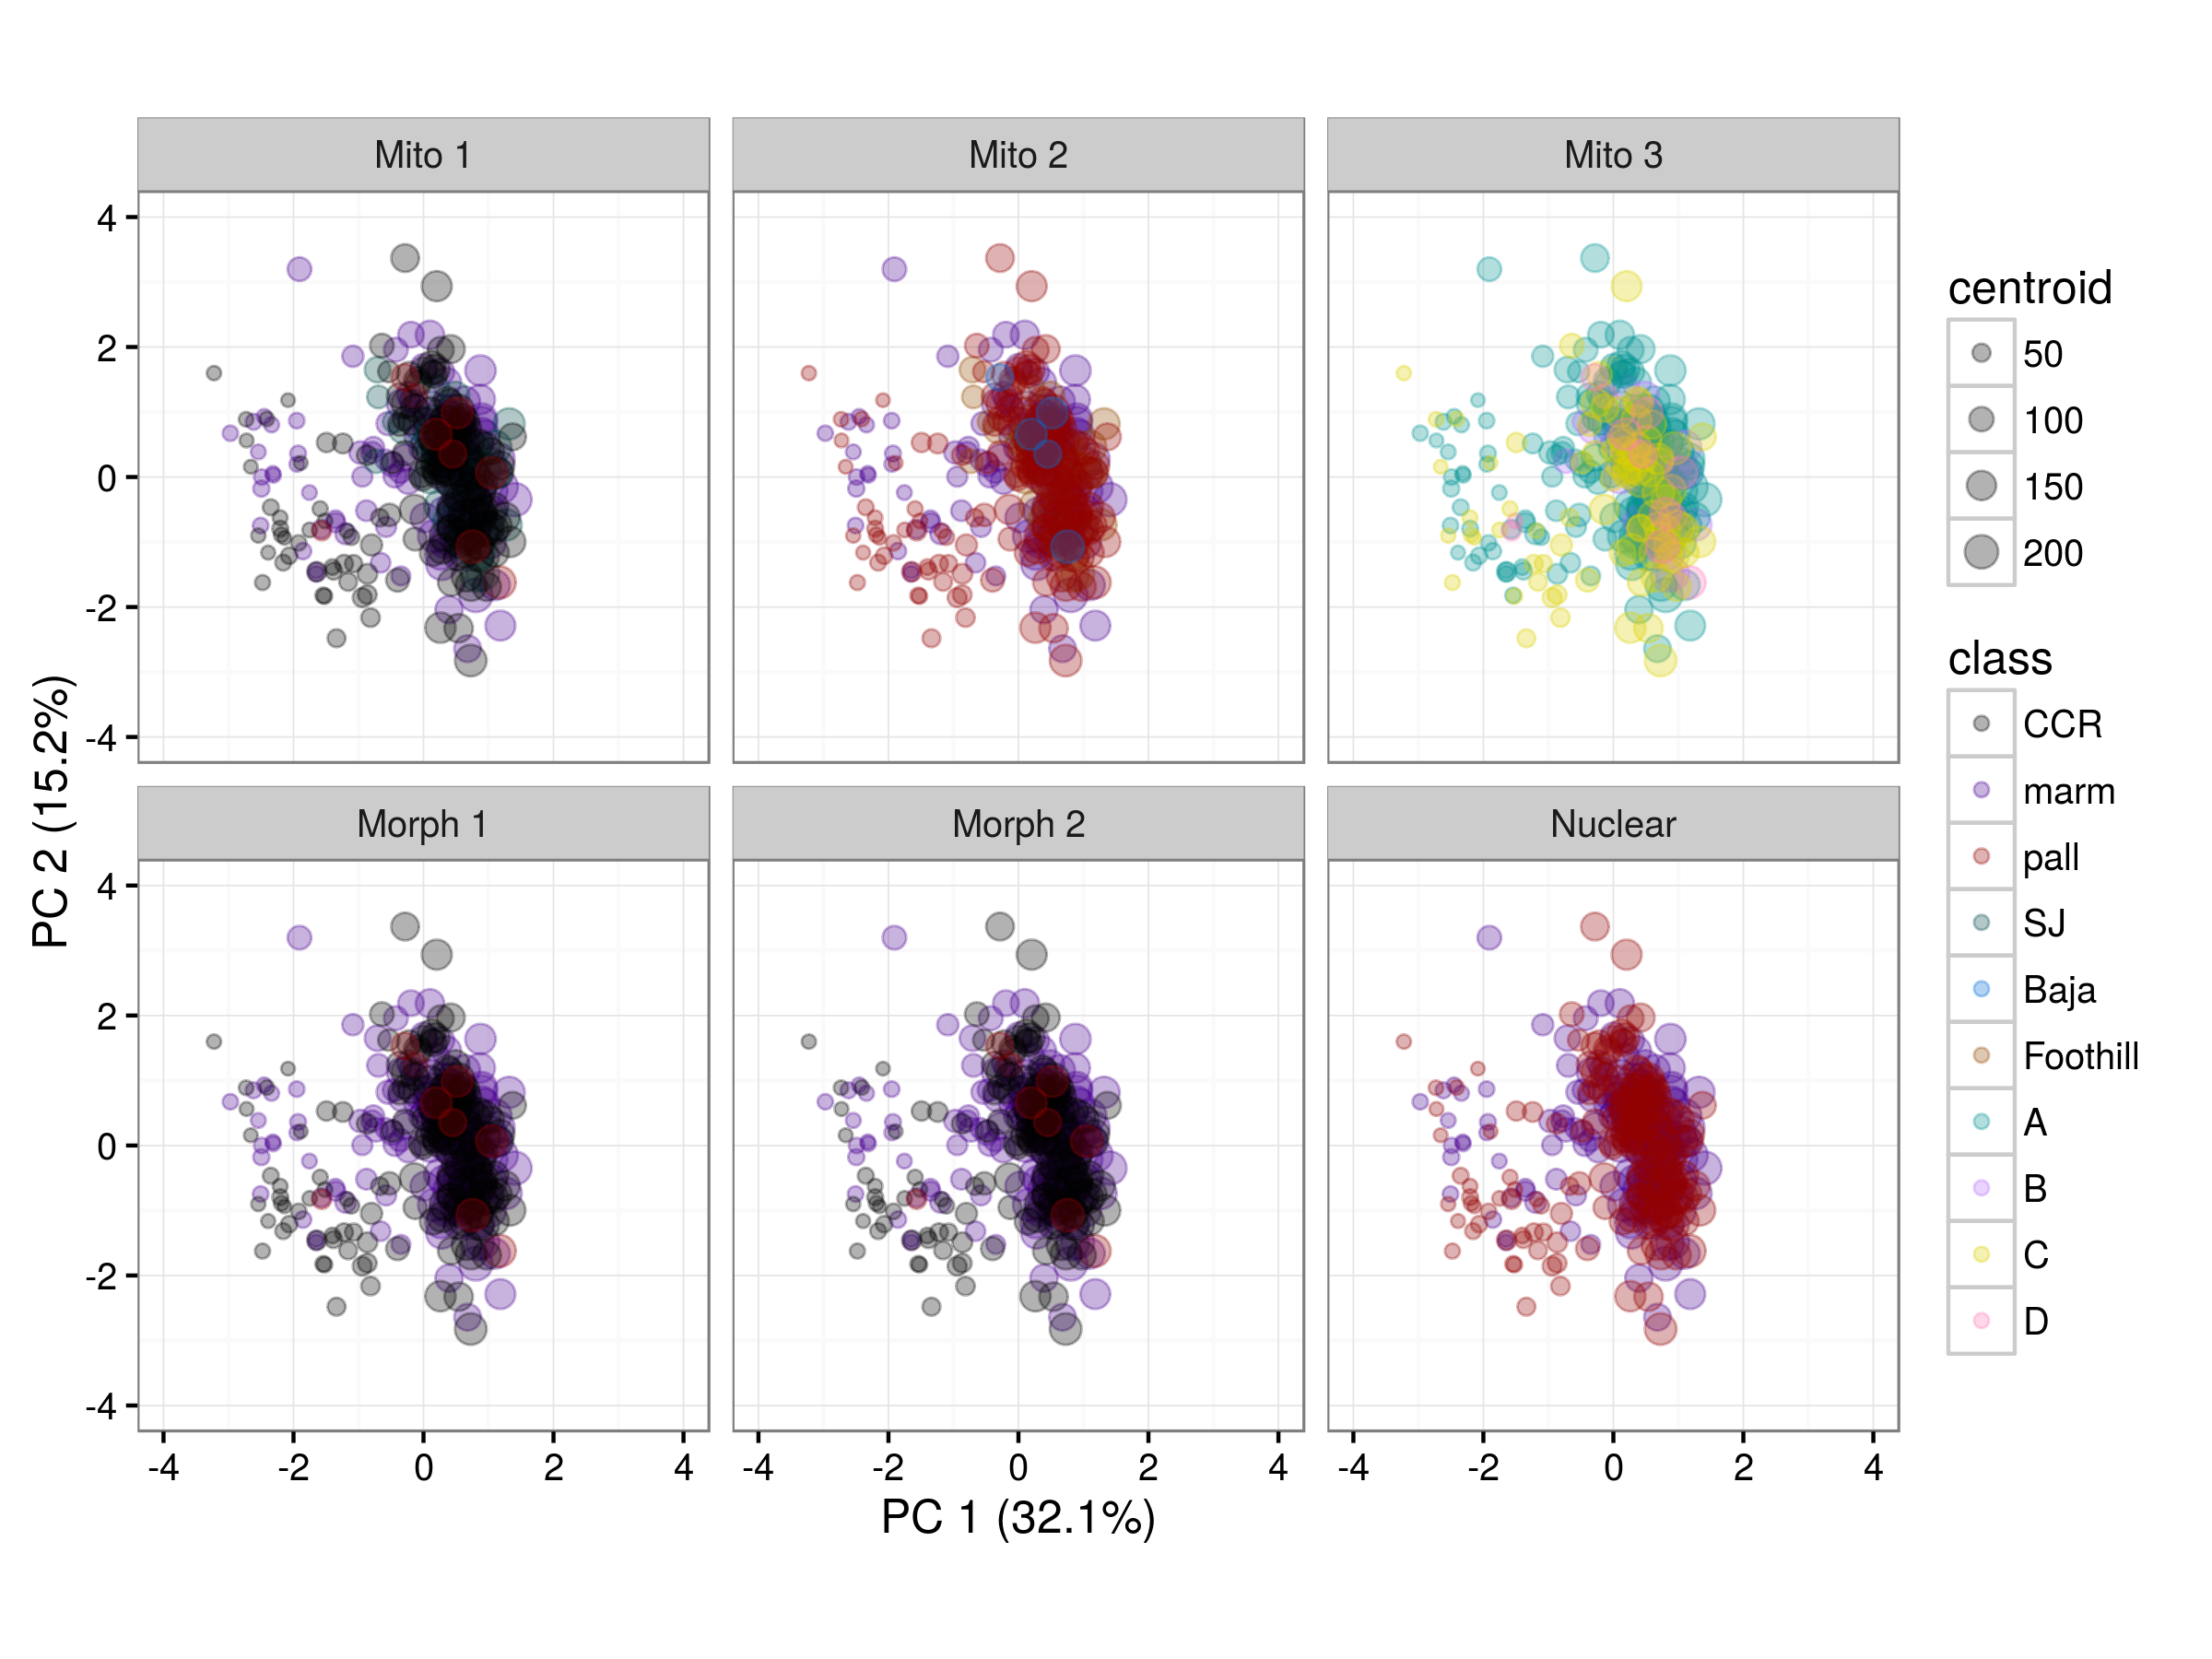 Mito 1 Mito 2 Mito 3
4
2
0
-2
-4
Morph 1 Morph 2 Nuclear
4
2
0
-2
-4
-4 -2 0 2 4 -4 -2 0 2 4 -4 -2 0 2 4
PC 1 (32.1%)
PC 2 (15.2%)
centroid
50
100
150
200
class
CCR
marm
pall
SJ
Baja
Foothill
A
B
C
D